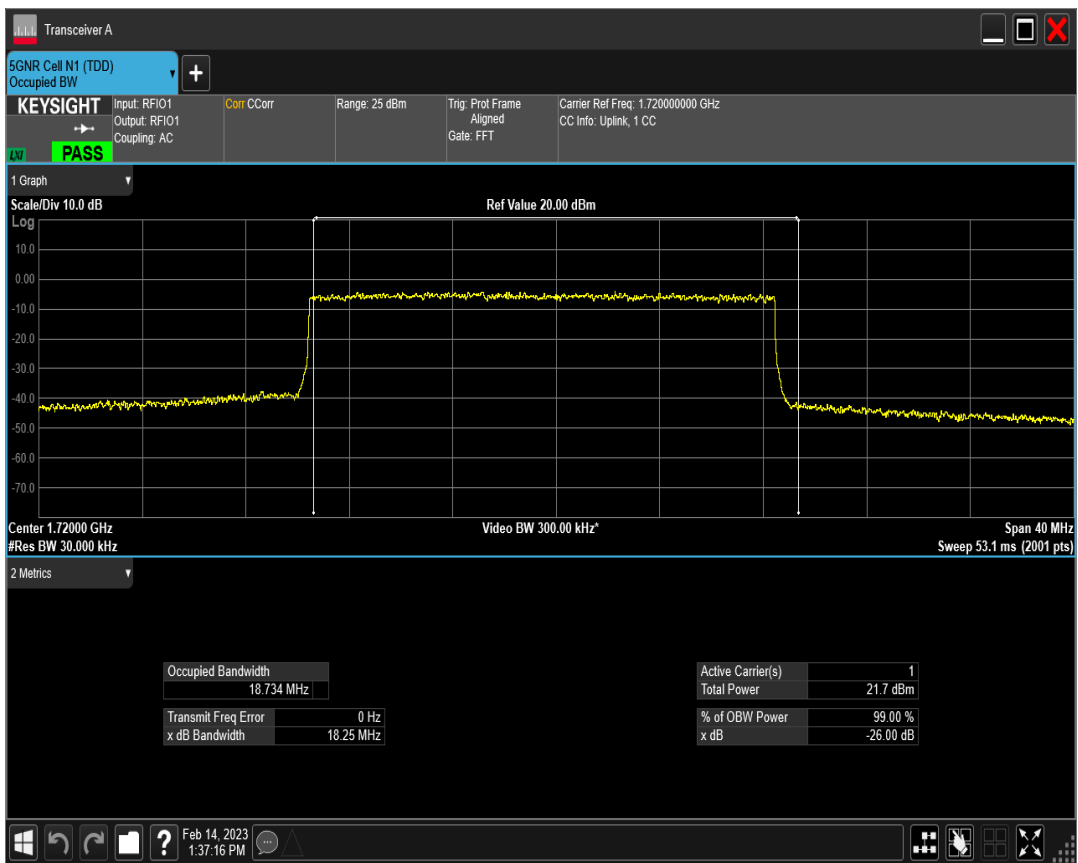 Transceiver A
5GNR Cell N1 (TDD)
Occupied BW
+
KEYSIGHT
LXI
PASS
Input: RFIO1
Output: RFIO1
Coupling: AC
Corr CCorr
Range: 25 dBm
Trig: Prot Frame
Aligned
Gate: FFT
Carrier Ref Freq: 1.720000000 GHz
CC Info: Uplink, 1 CC
1 Graph
Scale/Div 10.0 dB
Ref Value 20.00 dBm
Log
10.0
0.00
-10.0
-20.0
-30.0
-40.0
-50.0
-60.0
-70.0
Center 1.72000 GHz
Video BW 300.00 kHz*
Span 40 MHz
#Res BW 30.000 kHz
Sweep 53.1 ms (2001 pts)
2 Metrics
Occupied Bandwidth
18.734 MHz
Transmit Freq Error 0 Hz
x dB Bandwidth 18.25 MHz
Active Carrier(s) 1
Total Power 21.7 dBm
% of OBW Power 99.00 %
x dB -26.00 dB
?
Feb 14, 2023
1:37:16 PM